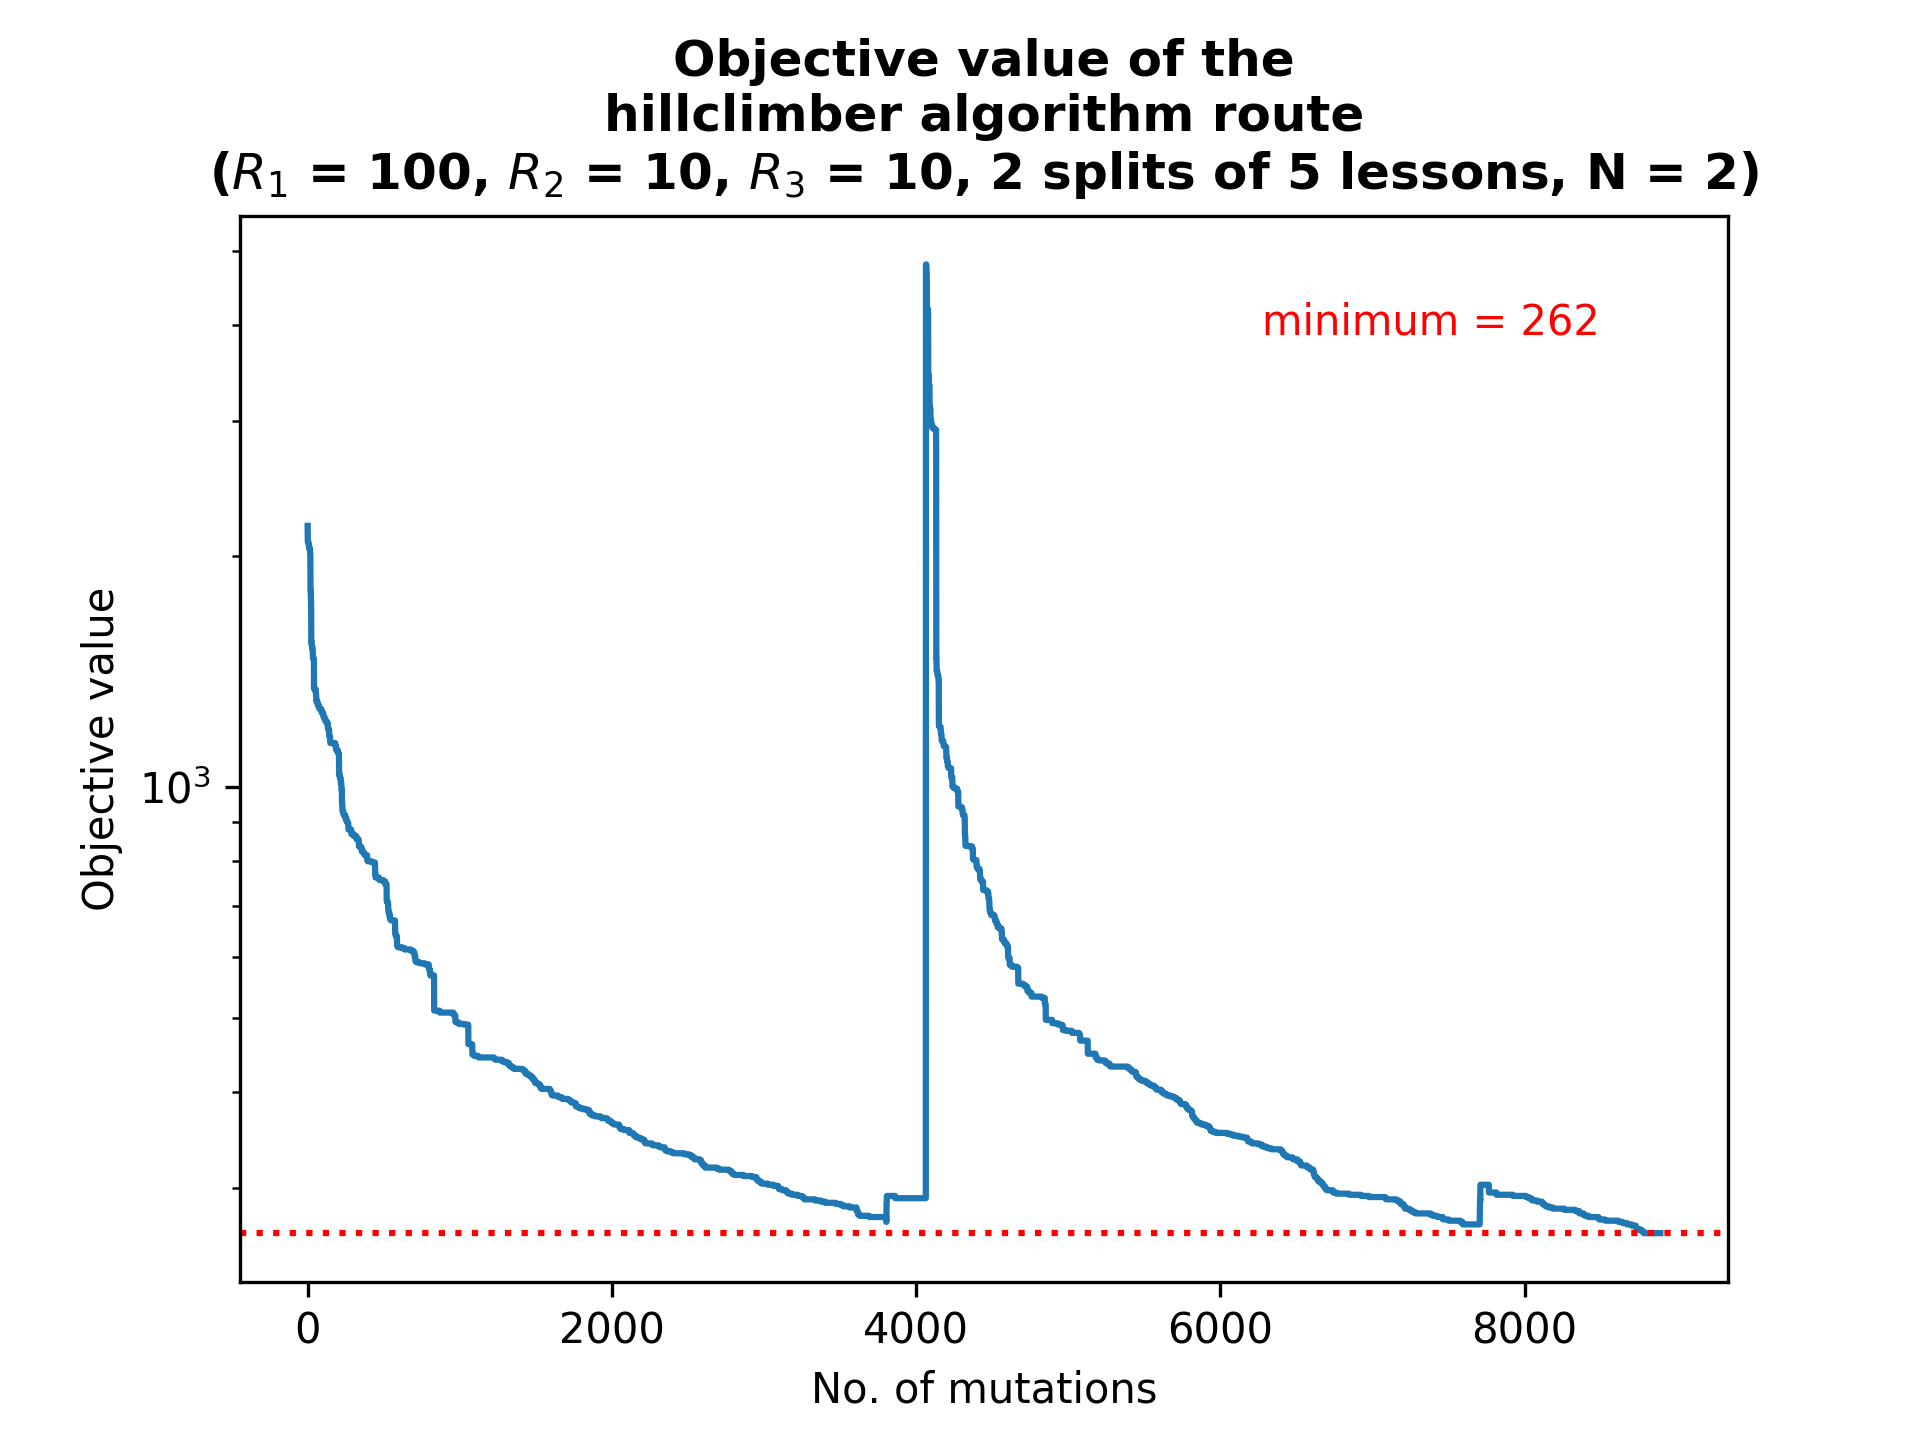 Objective value of the
hillclimber algorithm route
(R₁ = 100, R₂ = 10, R₃ = 10, 2 splits of 5 lessons, N = 2)
minimum = 262
Objective value
10³
0 2000 4000 6000 8000
No. of mutations